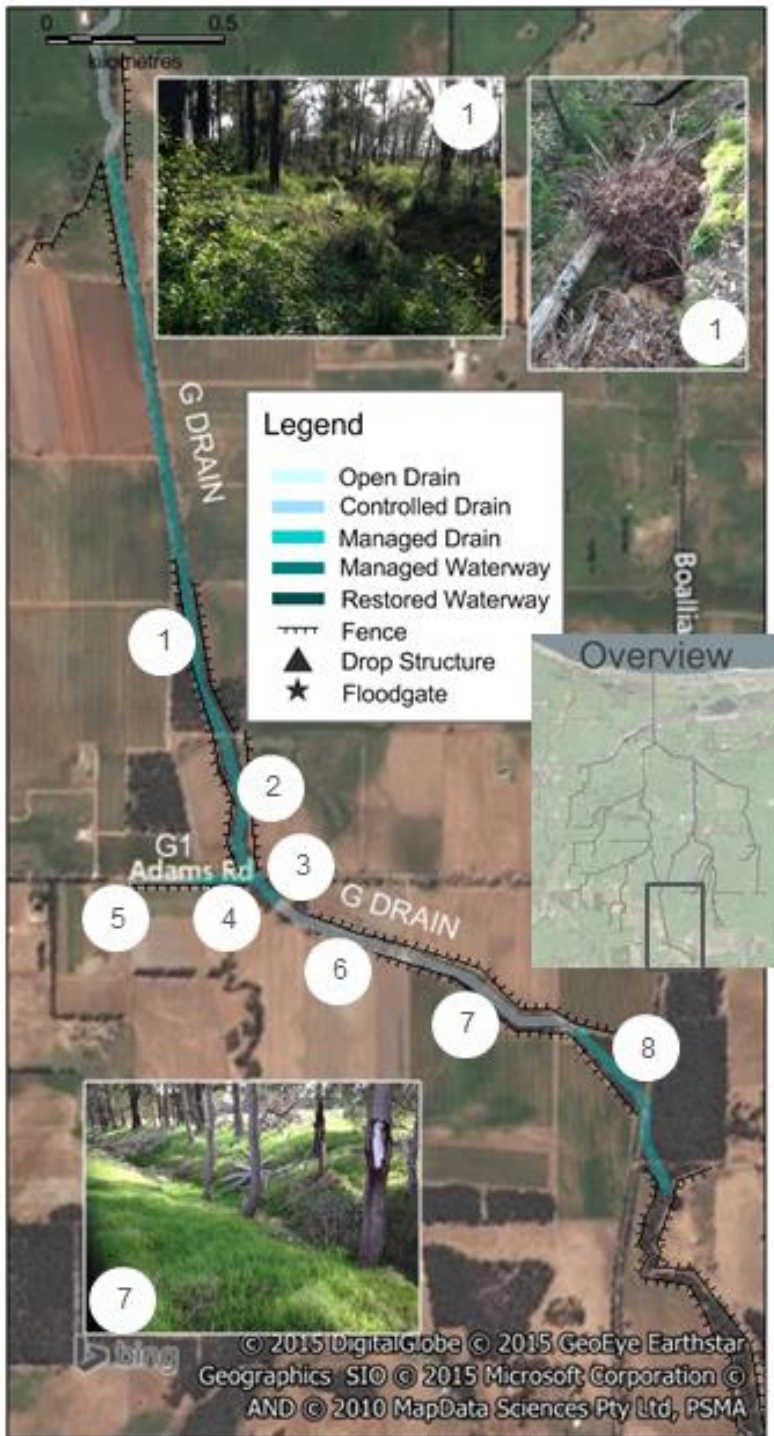 0 0.5
kilometres
1
1
G DRAIN
Legend
Open Drain
Controlled Drain
Managed Drain
Managed Waterway
Restored Waterway
Fence
Drop Structure
Floodgate
Boallia
Overview
1
2
G1
Adams Rd
3
5
4
G DRAIN
6
7
8
7
bing
© 2015 DigitalGlobe © 2015 GeoEye Earthstar
Geographics SIO © 2015 Microsoft Corporation ©
AND © 2010 MapData Sciences Pty Ltd, PSMA